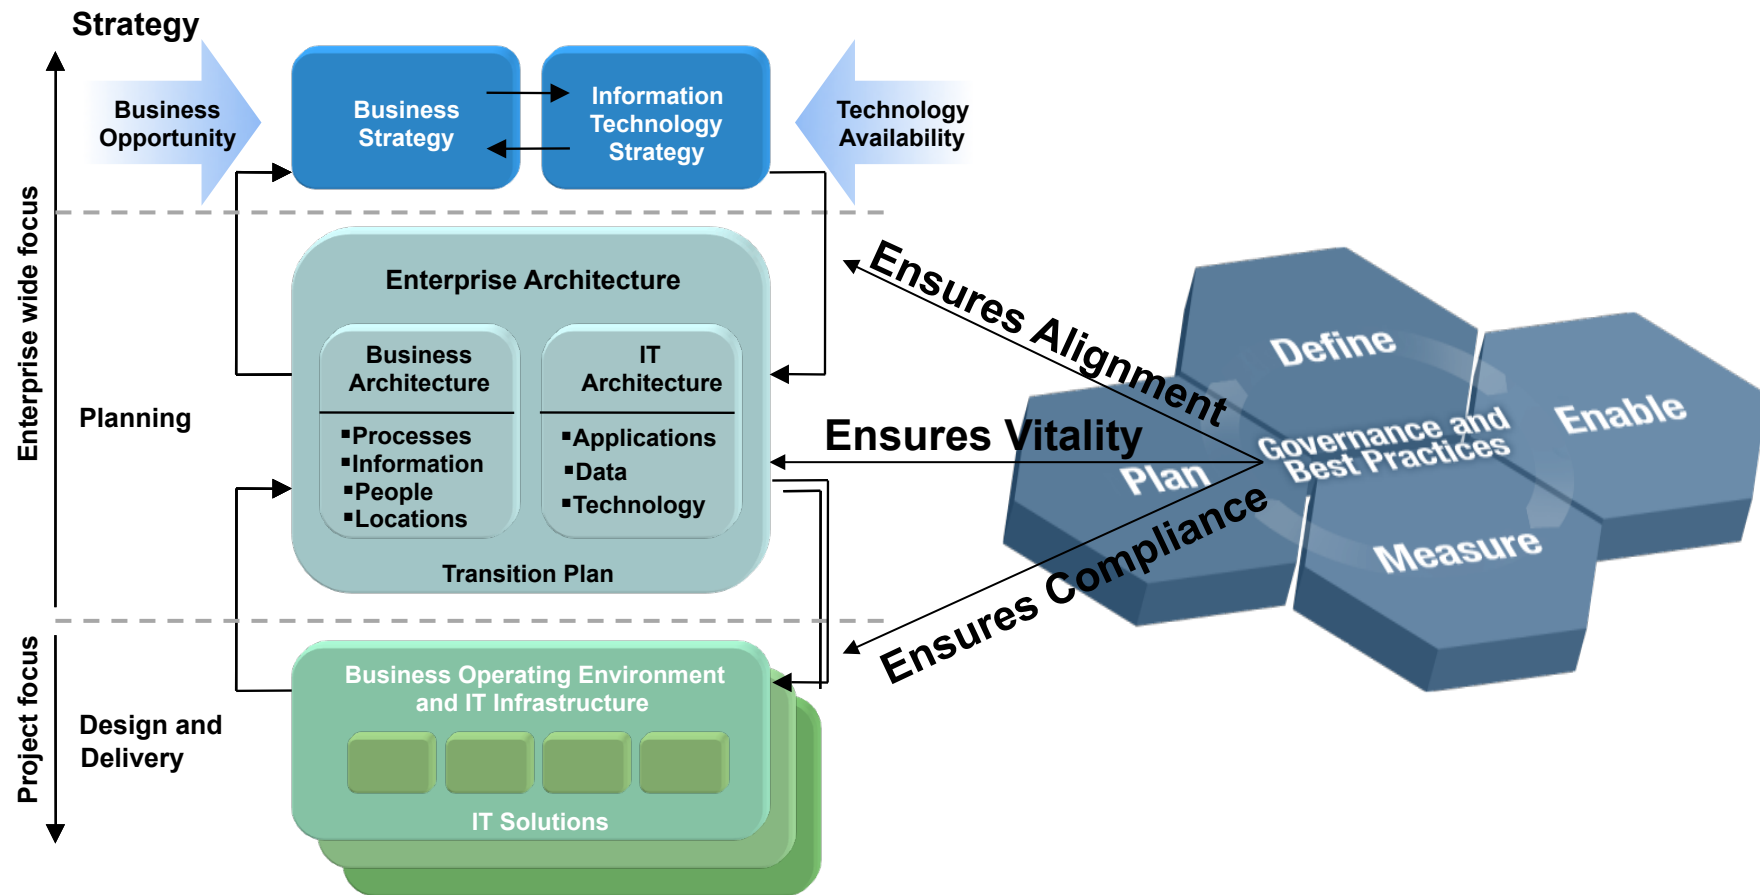 Strategy
Business
Opportunity
Business
Strategy
Information
Technology
Strategy
Technology
Availability
Enterprise wide focus
Planning
Enterprise Architecture
Business
Architecture
▪Processes
▪Information
▪People
▪Locations
IT
Architecture
▪Applications
▪Data
▪Technology
Transition Plan
Ensures Alignment
Ensures Vitality
Ensures Compliance
Define
Enable
Governance and
Best Practices
Plan
Measure
Project focus
Design and
Delivery
Business Operating Environment
and IT Infrastructure
IT Solutions